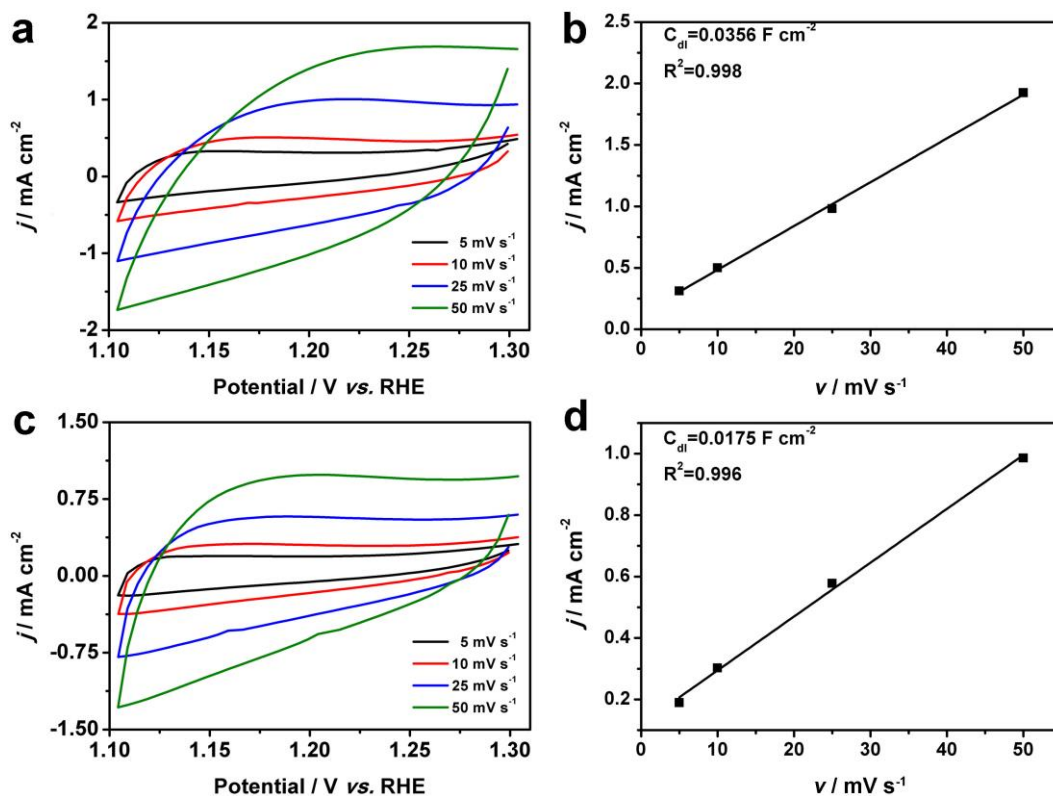 a
2
1
0
-1
-2
j / mA cm⁻²
5 mV s⁻¹
10 mV s⁻¹
25 mV s⁻¹
50 mV s⁻¹
1.10 1.15 1.20 1.25 1.30
Potential / V vs. RHE
b
C_dl=0.0356 F cm⁻²
R²=0.998
2.5
2.0
1.5
1.0
0.5
0.0
j / mA cm⁻²
0 10 20 30 40 50
v / mV s⁻¹
c
1.50
0.75
0.00
-0.75
-1.50
j / mA cm⁻²
5 mV s⁻¹
10 mV s⁻¹
25 mV s⁻¹
50 mV s⁻¹
1.10 1.15 1.20 1.25 1.30
Potential / V vs. RHE
d
C_dl=0.0175 F cm⁻²
R²=0.996
1.0
0.8
0.6
0.4
0.2
j / mA cm⁻²
0 10 20 30 40 50
v / mV s⁻¹